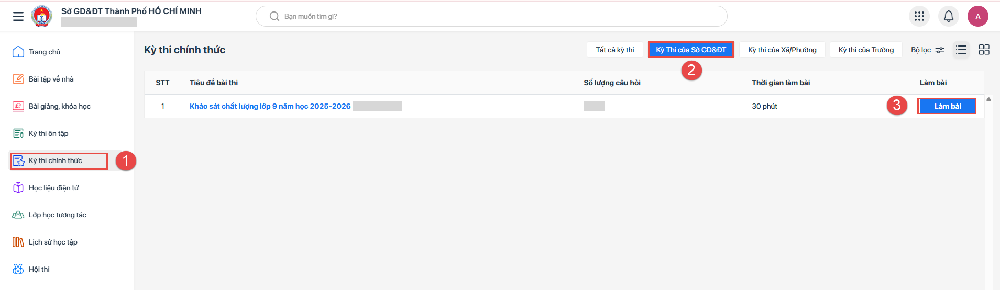 Sở GD&ĐT Thành Phố HỒ CHÍ MINH
Bạn muốn tìm gì?
A
Trang chủ
Bài tập về nhà
Bài giảng, khóa học
Kỳ thi ôn tập
Kỳ thi chính thức
1
Học liệu điện tử
Lớp học tương tác
Lịch sử học tập
Hội thi
Kỳ thi chính thức
Tất cả kỳ thi
Kỳ Thi của Sở GD&ĐT
Kỳ thi của Xã/Phường
Kỳ thi của Trường
Bộ lọc
2
STT Tiêu đề bài thi Số lượng câu hỏi Thời gian làm bài Làm bài
1 Khảo sát chất lượng lớp 9 năm học 2025-2026 30 phút 3 Làm bài